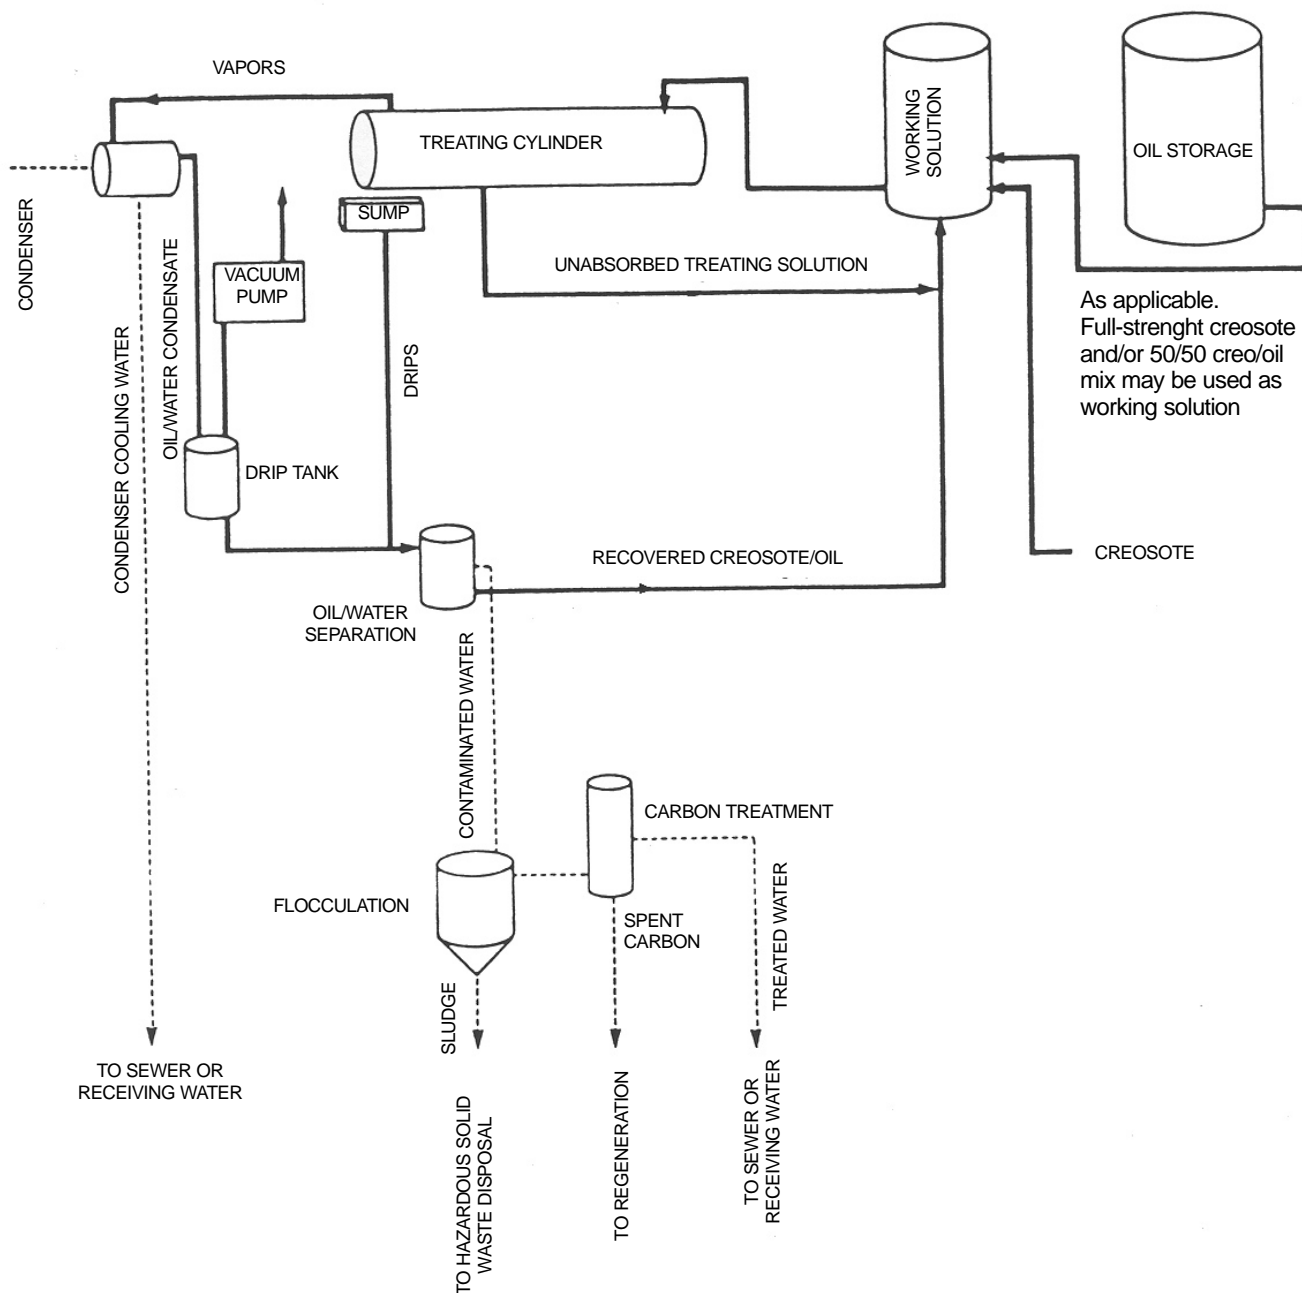 VAPORS
TREATING CYLINDER
WORKING
SOLUTION
OIL STORAGE
CONDENSER
SUMP
VACUUM
PUMP
UNABSORBED TREATING SOLUTION
OIL/WATER CONDENSATE
CONDENSER COOLING WATER
DRIPS
As applicable.
Full-strenght creosote
and/or 50/50 creo/oil
mix may be used as
working solution
DRIP TANK
RECOVERED CREOSOTE/OIL
CREOSOTE
OIL/WATER
SEPARATION
CONTAMINATED WATER
CARBON TREATMENT
FLOCCULATION
SPENT
CARBON
TREATED WATER
SLUDGE
TO SEWER OR
RECEIVING WATER
TO HAZARDOUS SOLID
WASTE DISPOSAL
TO REGENERATION
TO SEWER OR
RECEIVING WATER